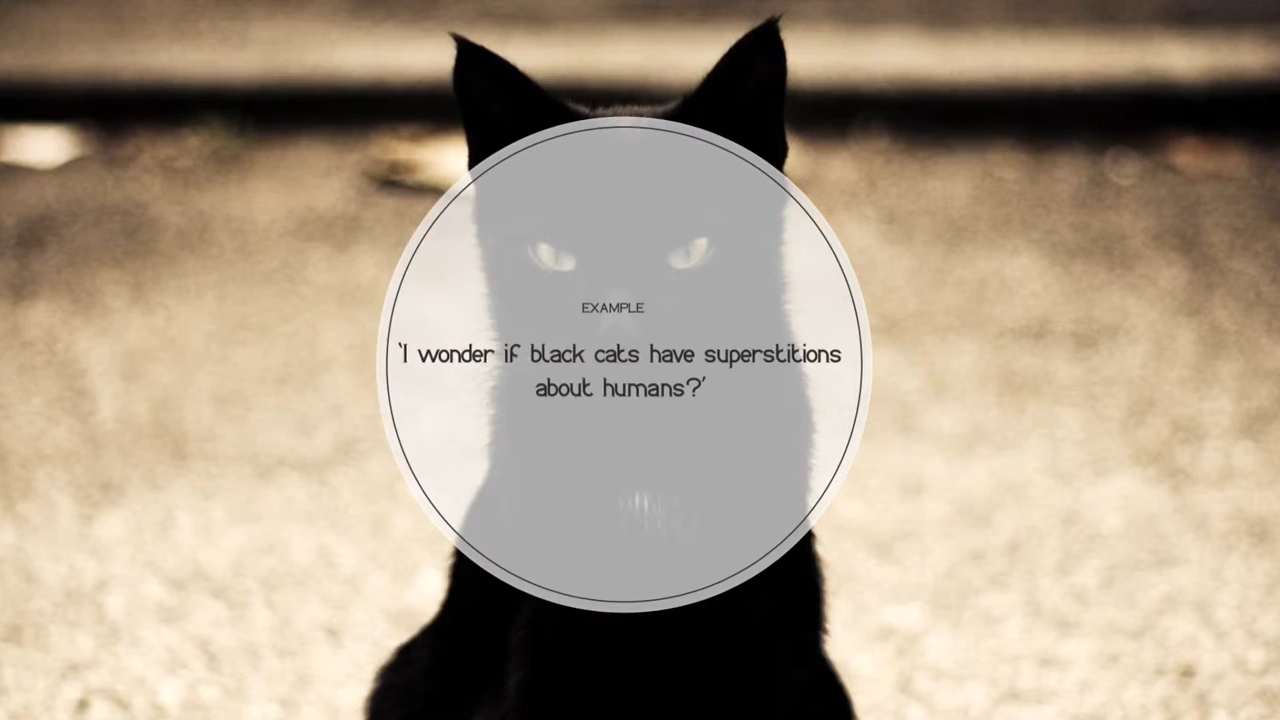 EXAMPLE
‘I wonder if black cats have superstitions
about humans?’